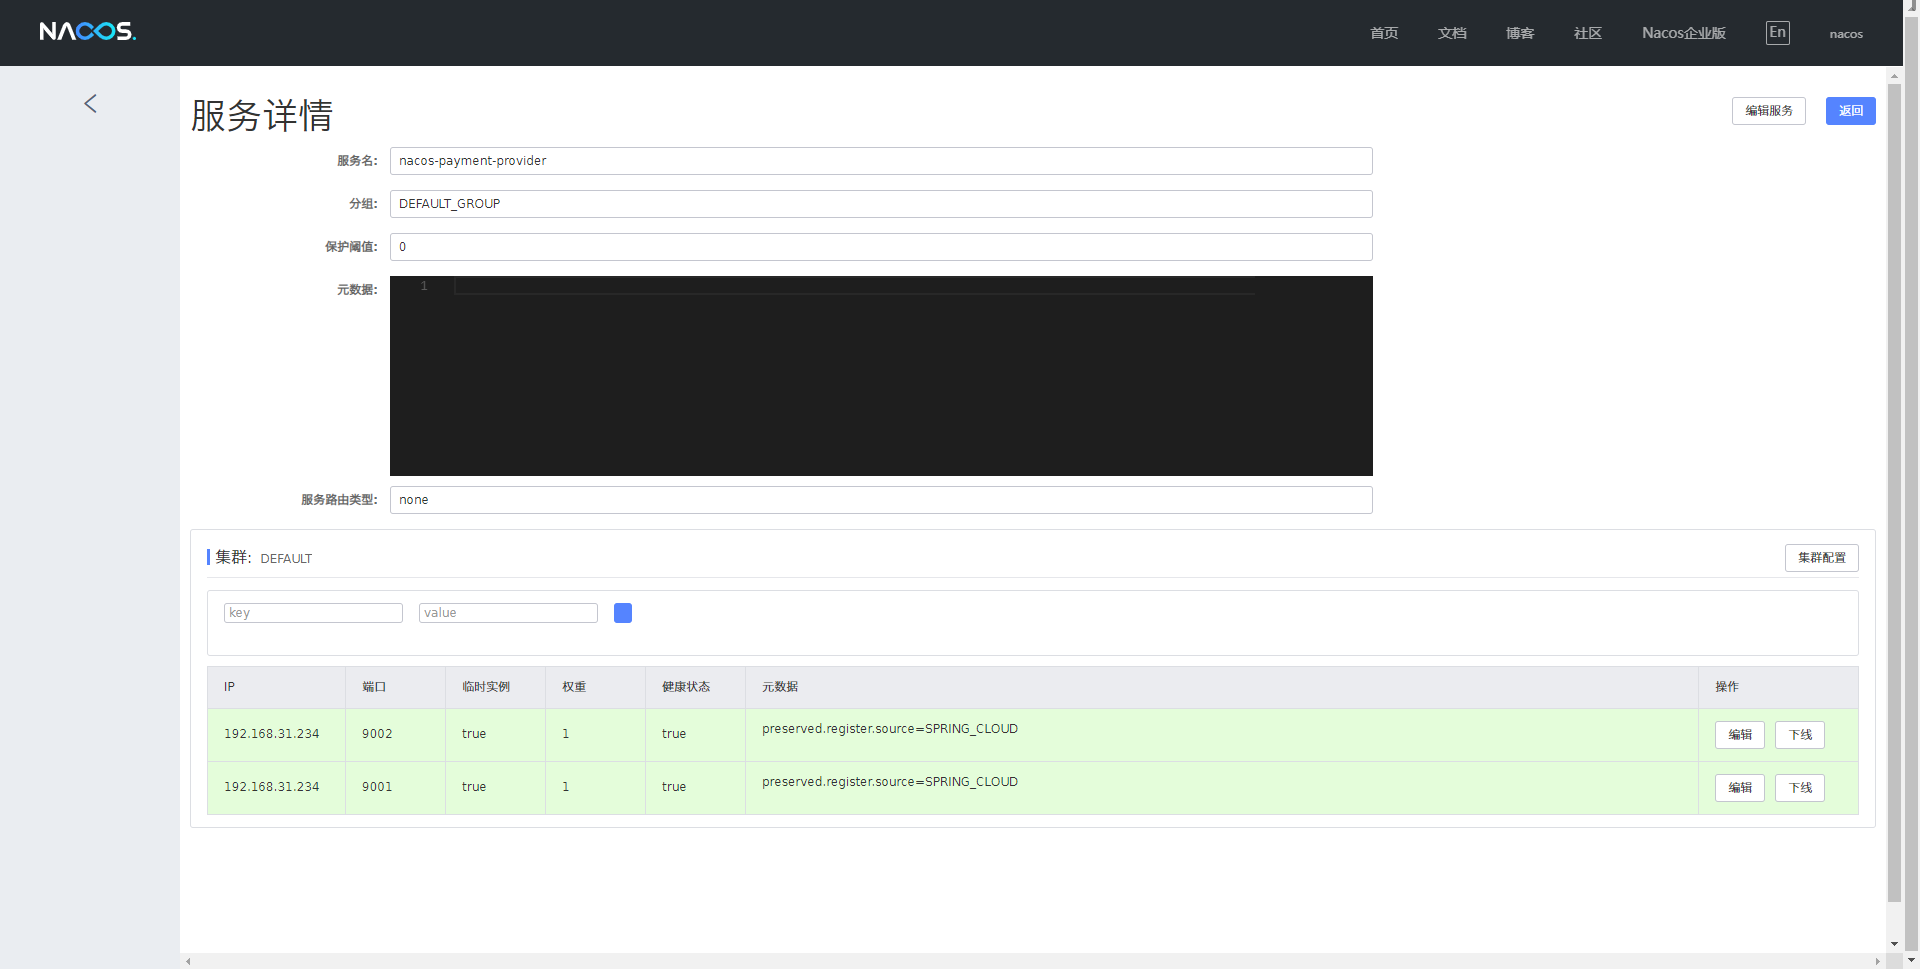 NACOS.
首页 文档 博客 社区 Nacos企业版 En nacos
服务详情
编辑服务 返回
服务名: nacos-payment-provider
分组: DEFAULT_GROUP
保护阈值: 0
元数据: 1
服务路由类型: none
集群: DEFAULT 集群配置
key value
IP 端口 临时实例 权重 健康状态 元数据 操作
192.168.31.234 9002 true 1 true preserved.register.source=SPRING_CLOUD 编辑 下线
192.168.31.234 9001 true 1 true preserved.register.source=SPRING_CLOUD 编辑 下线